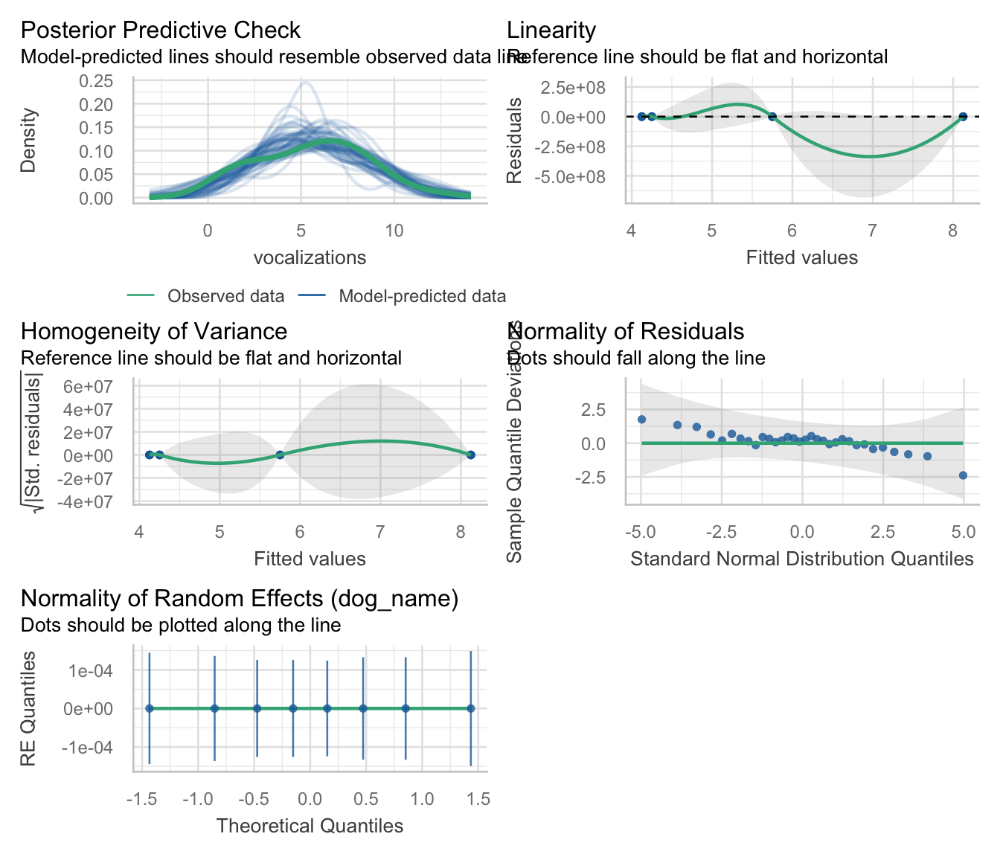 Posterior Predictive Check
Model-predicted lines should resemble observed data line
Density
0.25
0.20
0.15
0.10
0.05
0.00
0 5 10
vocalizations
Observed data Model-predicted data
Linearity
Reference line should be flat and horizontal
Residuals
2.5e+08
0.0e+00
-2.5e+08
-5.0e+08
4 5 6 7 8
Fitted values
Homogeneity of Variance
Reference line should be flat and horizontal
√|Std. residuals|
6e+07
4e+07
2e+07
0e+00
-2e+07
-4e+07
4 5 6 7 8
Fitted values
Normality of Residuals
Dots should fall along the line
Sample Quantile Deviations
2.5
0.0
-2.5
-5.0 -2.5 0.0 2.5 5.0
Standard Normal Distribution Quantiles
Normality of Random Effects (dog_name)
Dots should be plotted along the line
RE Quantiles
1e-04
0e+00
-1e-04
-1.5 -1.0 -0.5 0.0 0.5 1.0 1.5
Theoretical Quantiles